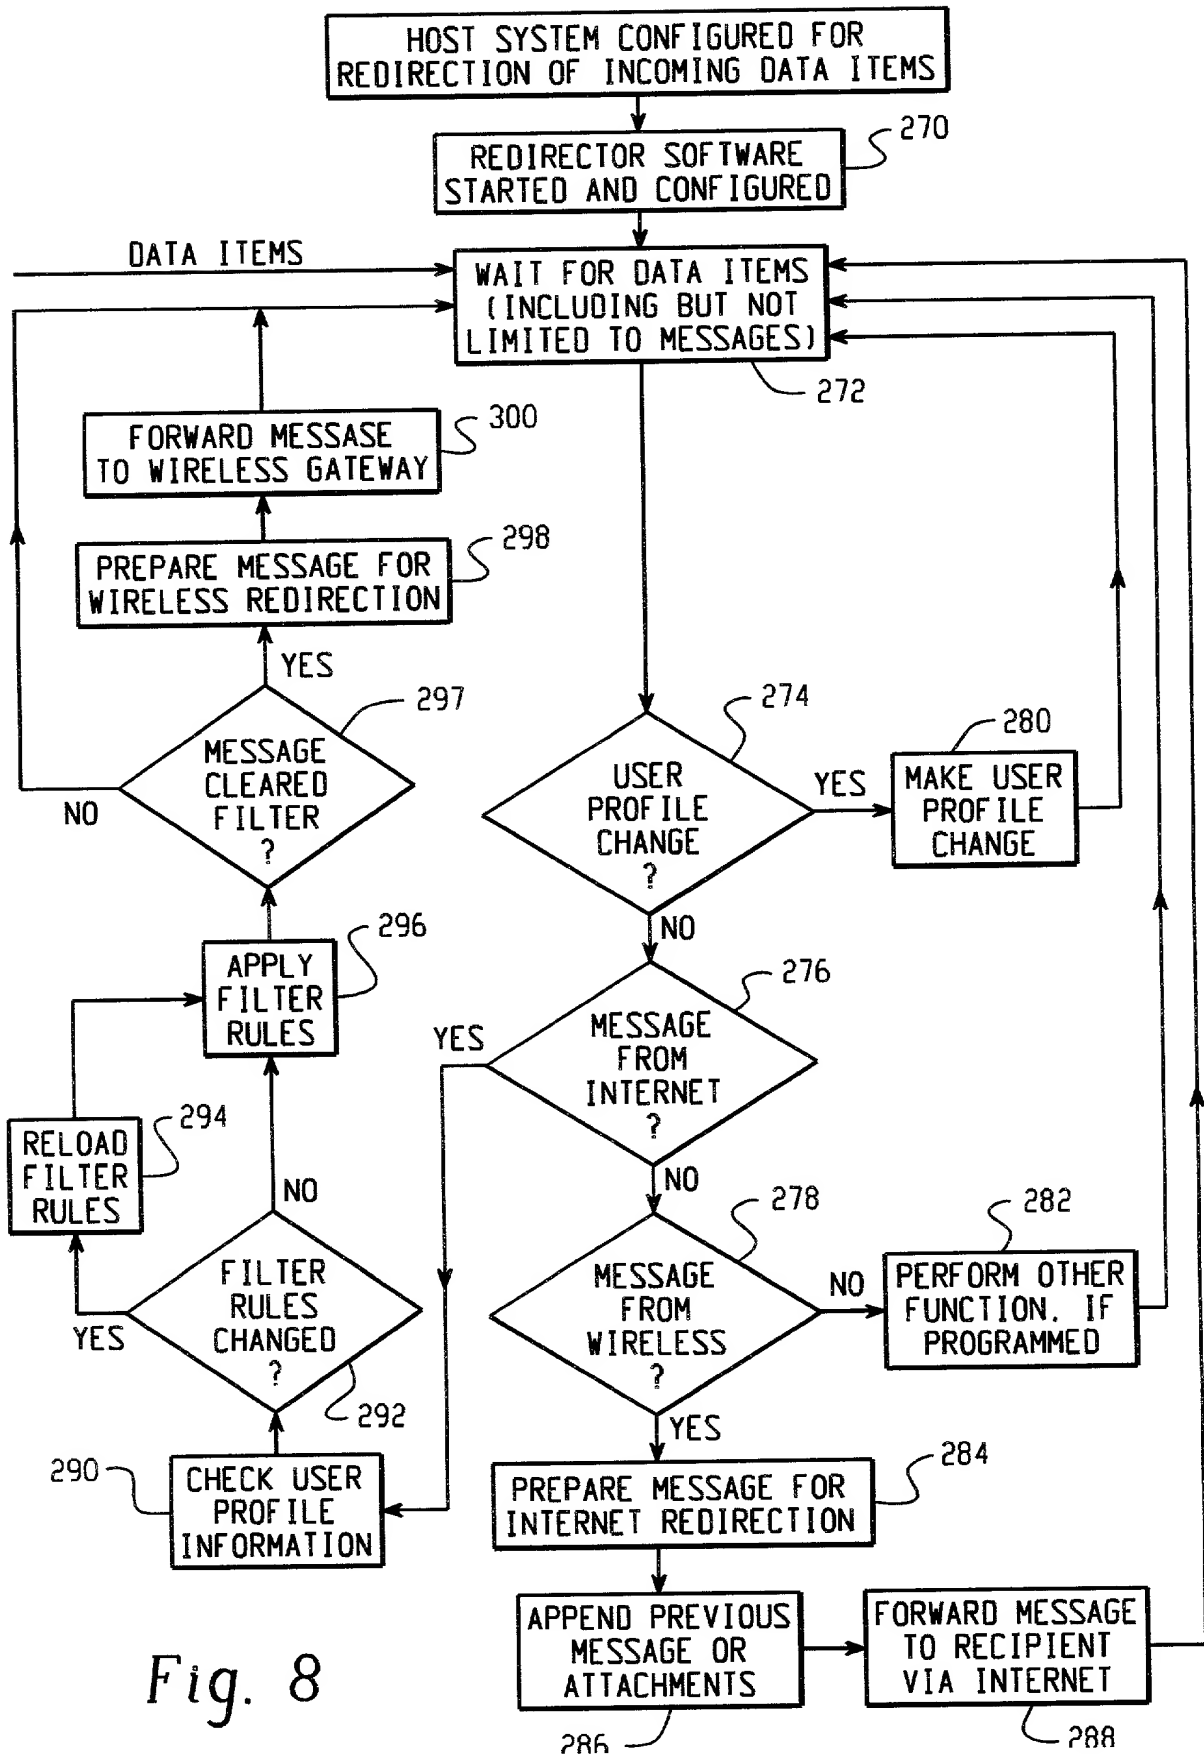 HOST SYSTEM CONFIGURED FOR
REDIRECTION OF INCOMING DATA ITEMS
270
REDIRECTOR SOFTWARE
STARTED AND CONFIGURED
DATA ITEMS
WAIT FOR DATA ITEMS
(INCLUDING BUT NOT
LIMITED TO MESSAGES)
272
300
FORWARD MESSASE
TO WIRELESS GATEWAY
298
PREPARE MESSAGE FOR
WIRELESS REDIRECTION
YES
297
MESSAGE
CLEARED
FILTER
?
NO
274
USER
PROFILE
CHANGE
?
YES
280
MAKE USER
PROFILE
CHANGE
NO
296
APPLY
FILTER
RULES
276
MESSAGE
FROM
INTERNET
?
YES
NO
294
RELOAD
FILTER
RULES
NO
FILTER
RULES
CHANGED
?
YES
292
278
MESSAGE
FROM
WIRELESS
?
NO
282
PERFORM OTHER
FUNCTION, IF
PROGRAMMED
YES
290
CHECK USER
PROFILE
INFORMATION
284
PREPARE MESSAGE FOR
INTERNET REDIRECTION
APPEND PREVIOUS
MESSAGE OR
ATTACHMENTS
286
FORWARD MESSAGE
TO RECIPIENT
VIA INTERNET
288
Fig. 8